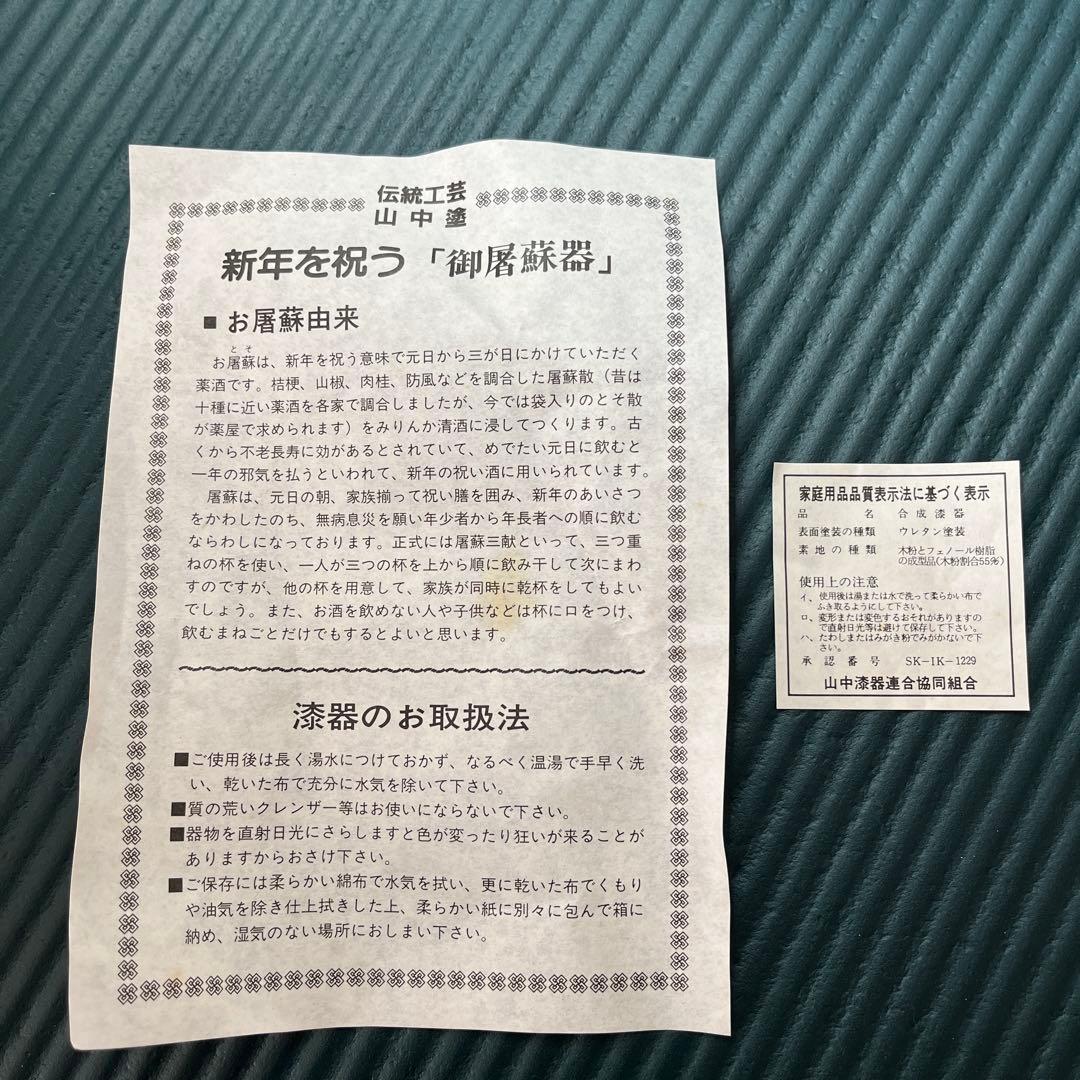 伝統工芸
山中塗
新年を祝う「御屠蘇器」
■お屠蘇由来
とそ
お屠蘇は、新年を祝う意味で元日から三が日にかけていただく
薬酒です。桔梗、山椒、肉桂、防風などを調合した屠蘇散（昔は
十種に近い薬酒を各家で調合しましたが、今では袋入りのとそ散
が薬屋で求められます）をみりんか清酒に浸してつくります。古
くから不老長寿に効があるとされていて、めでたい元日に飲むと
一年の邪気を払うといわれて、新年の祝い酒に用いられています。
屠蘇は、元日の朝、家族揃って祝い膳を囲み、新年のあいさつ
をかわしたのち、無病息災を願い年少者から年長者への順に飲む
ならわしになっております。正式には屠蘇三献といって、三つ重
ねの杯を使い、一人が三つの杯を上から順に飲み干して次にまわ
すのですが、他の杯を用意して、家族が同時に乾杯をしてもよい
でしょう。また、お酒を飲めない人や子供などは杯に口をつけ、
飲むまねごとだけでもするとよいと思います。
漆器のお取扱法
■ご使用後は長く湯水につけておかず、なるべく温湯で手早く洗
い、乾いた布で充分に水気を除いて下さい。
■質の荒いクレンザー等はお使いにならないで下さい。
■器物を直射日光にさらしますと色が変ったり狂いが来ることが
ありますからおさけ下さい。
■ご保存には柔らかい綿布で水気を拭い、更に乾いた布でくもり
や油気を除き仕上拭きした上、柔らかい紙に別々に包んで箱に
納め、湿気のない場所におしまい下さい。
家庭用品品質表示法に基づく表示
品名 合成漆器
表面塗装の種類 ウレタン塗装
素地の種類 木粉とフェノール樹脂
の成型品(木粉割合55%)
使用上の注意
イ、使用後は湯または水で洗って柔らかい布で
ふき取るようにして下さい。
ロ、変形または変色するおそれがありますの
で直射日光等は避けて保存して下さい。
ハ、たわしまたはみがき粉でみがかないで下
さい。
承認番号 SK-IK-1229
山中漆器連合協同組合